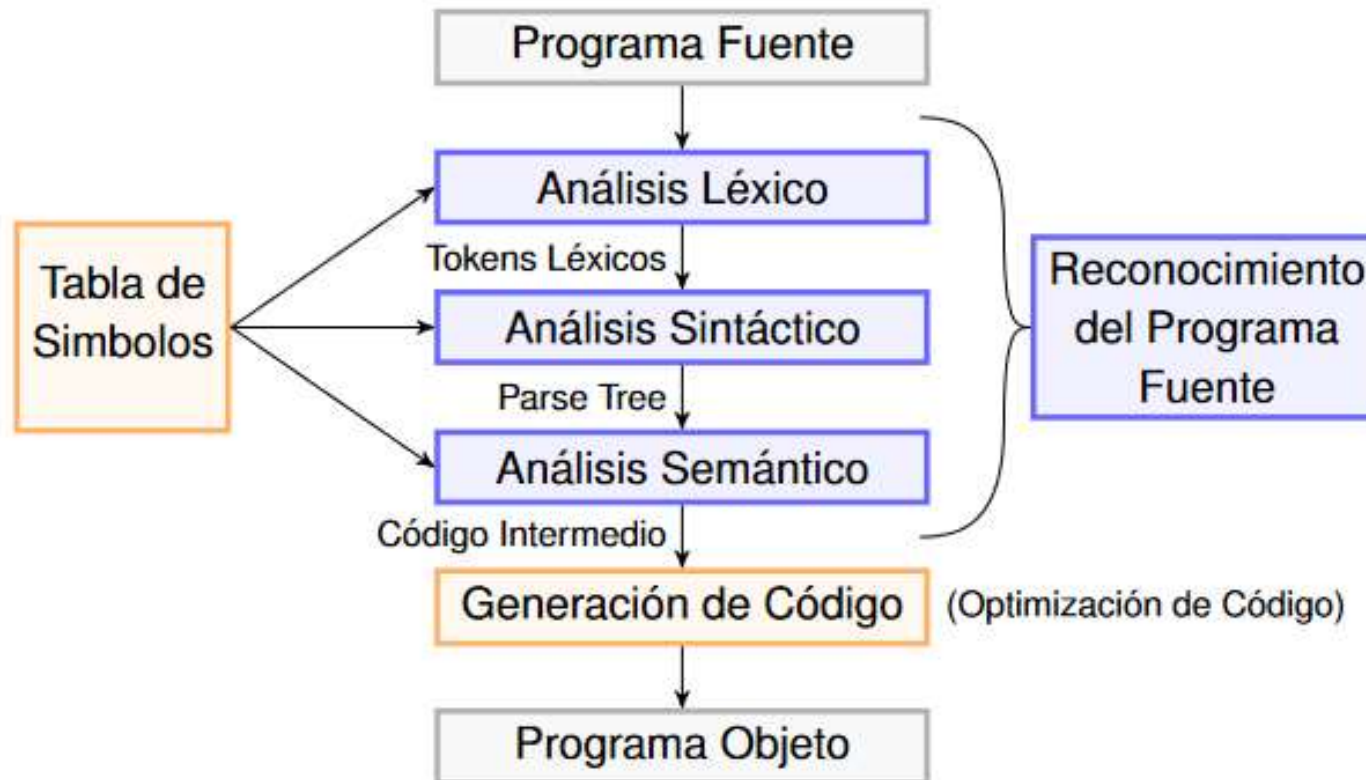 Programa Fuente
Análisis Léxico
Tokens Léxicos
Tabla de
Simbolos
Análisis Sintáctico
Parse Tree
Análisis Semántico
Código Intermedio
Generación de Código
(Optimización de Código)
Programa Objeto
Reconocimiento
del Programa
Fuente